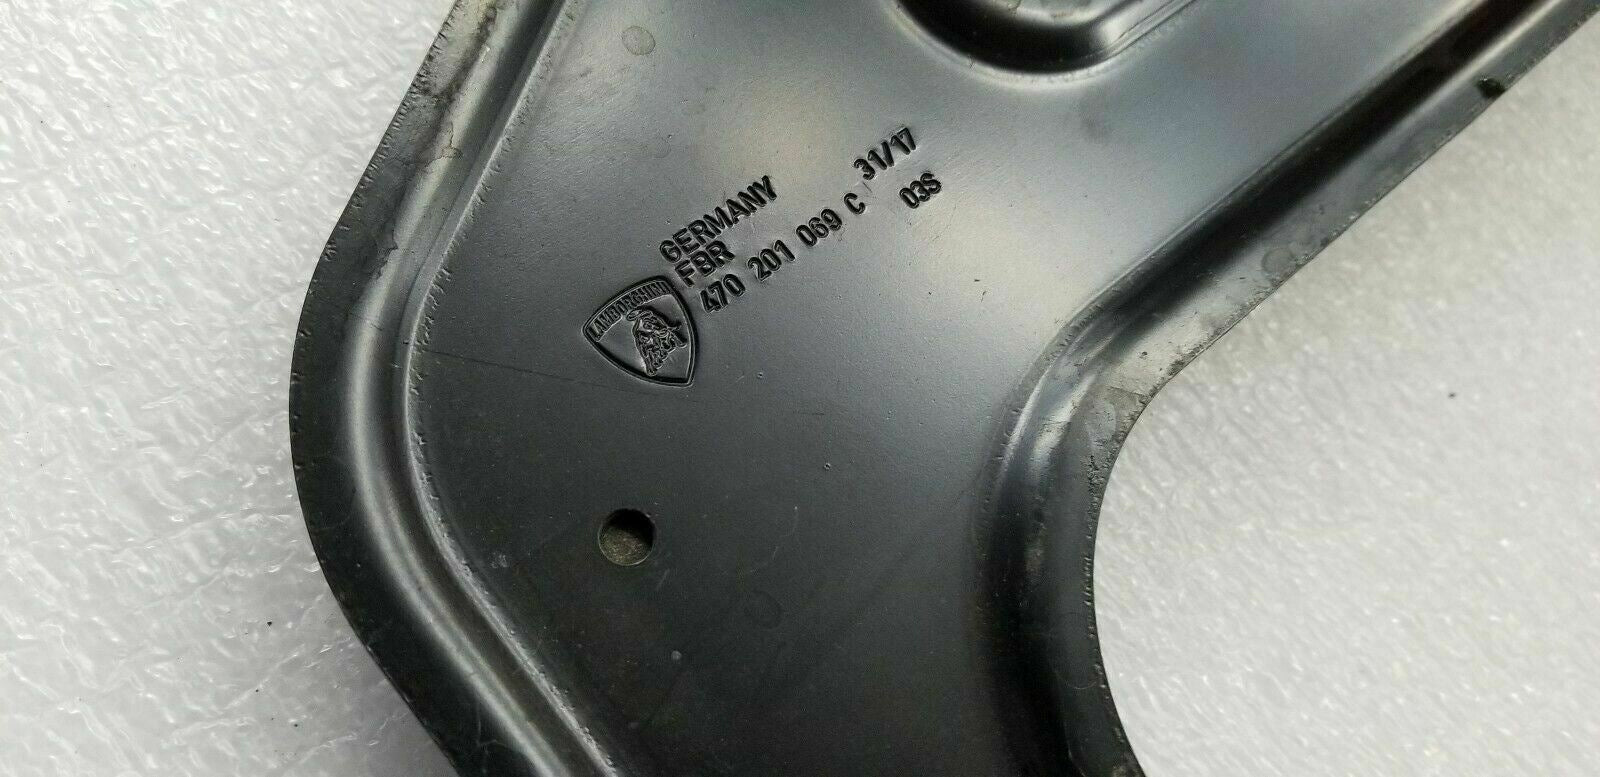 GERMANY
FBR
470 201 069 C 31/17
03S
LAMBORGHINI